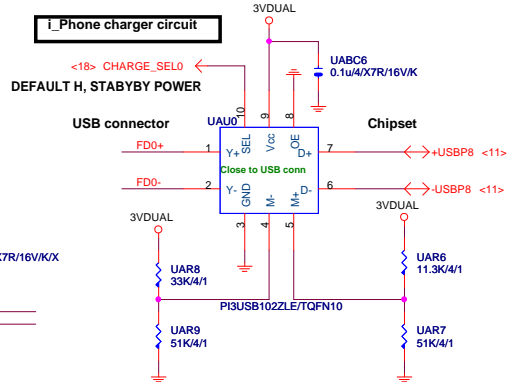 i_Phone charger circuit
3VDUAL
<18> CHARGE_SEL0
UABC6
0.1u/4/X7R/16V/K
DEFAULT H, STABYBY POWER
USB connector
UAU0
Chipset
10 9 8
SEL Vcc OE
FD0+ 1 Y+ D+ 7 +USBP8 <11>
Close to USB conn
FD0- 2 Y- D- 6 -USBP8 <11>
GND M- M+
3 4 5
3VDUAL
3VDUAL
7R/16V/K/X
UAR8
33K/4/1
UAR6
11.3K/4/1
PI3USB102ZLE/TQFN10
UAR9
51K/4/1
UAR7
51K/4/1